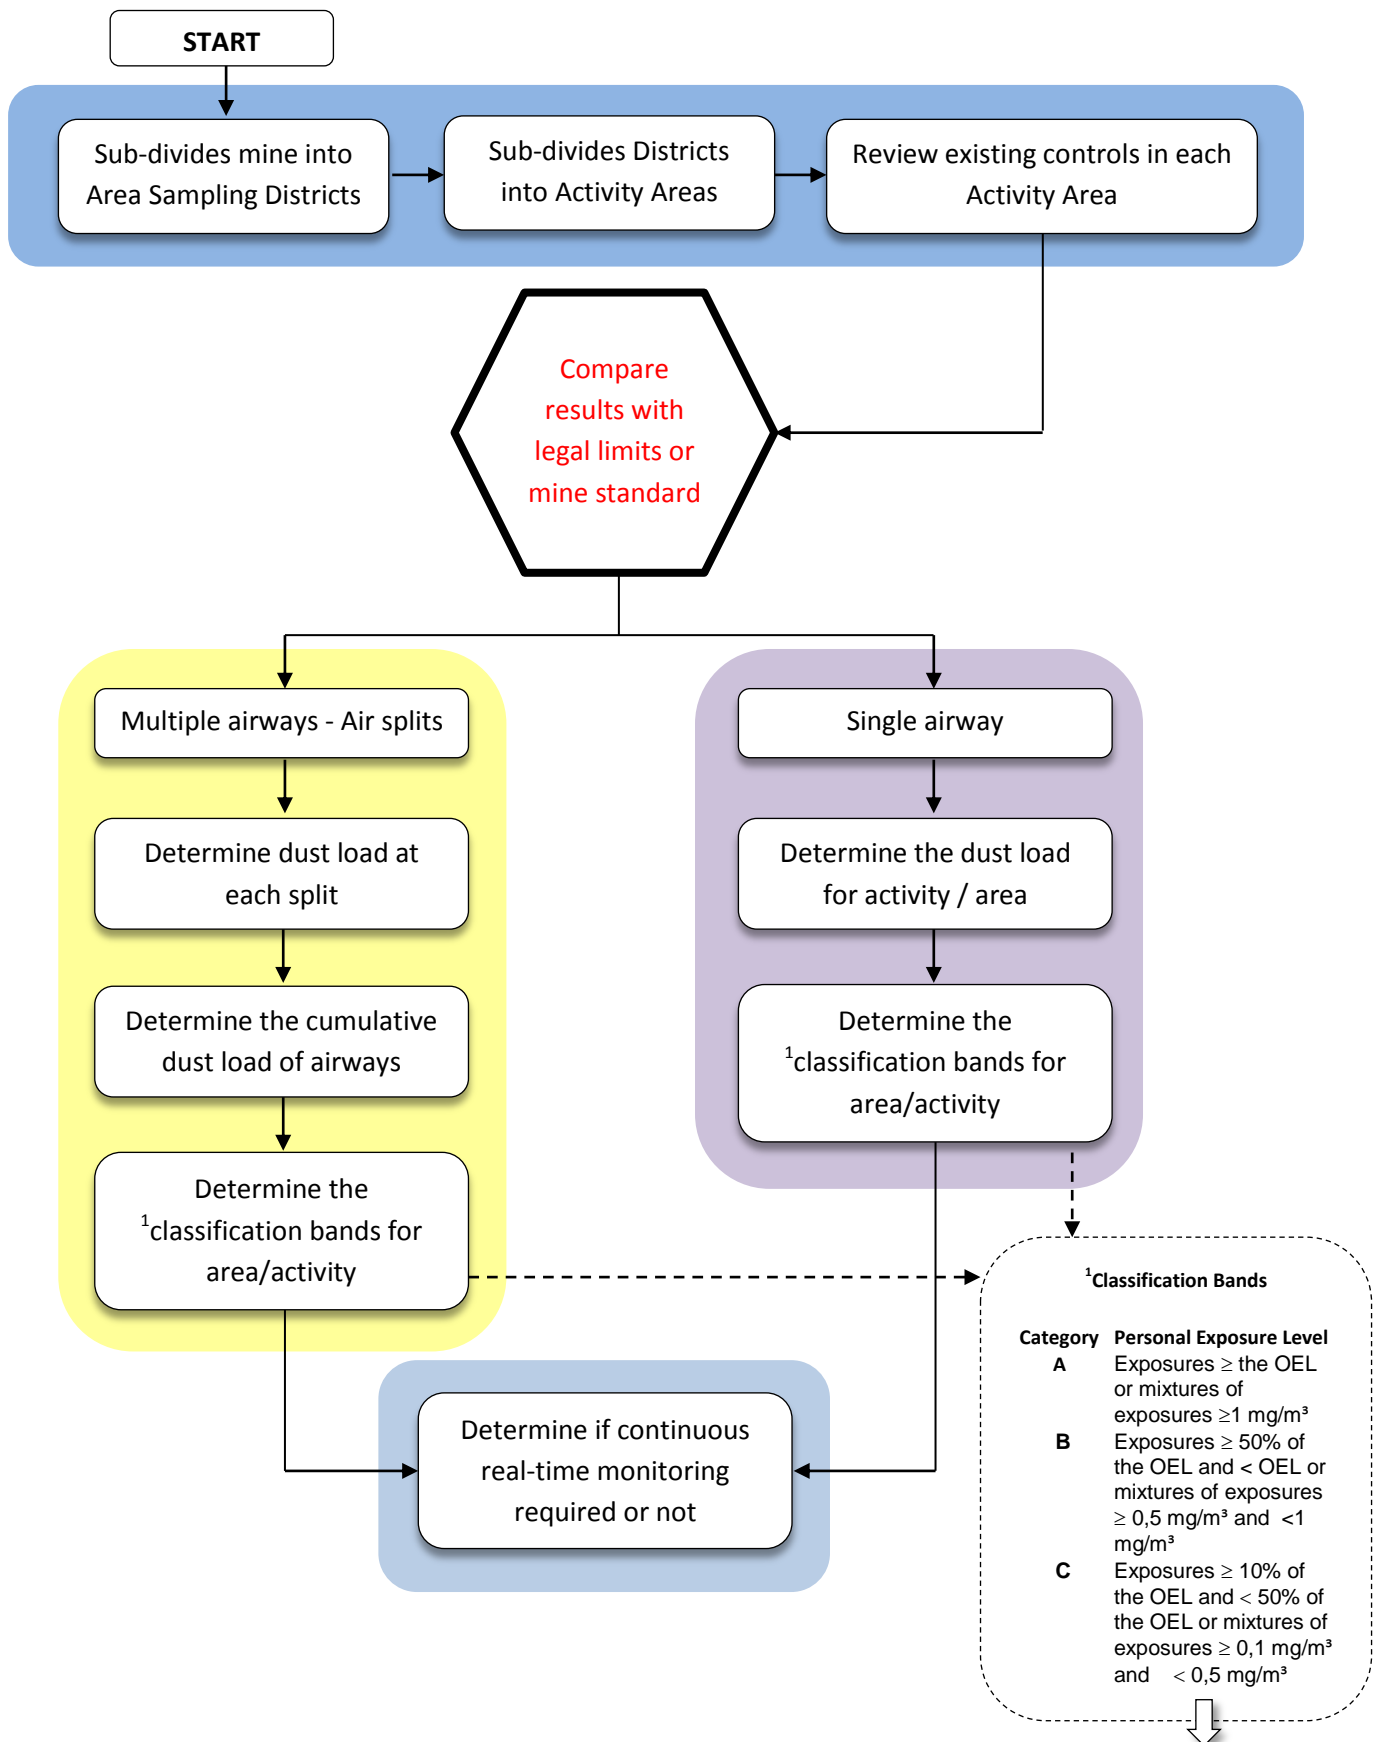 START
Sub-divides mine into
Area Sampling Districts
Sub-divides Districts
into Activity Areas
Review existing controls in each
Activity Area
Compare
results with
legal limits or
mine standard
Multiple airways - Air splits
Determine dust load at
each split
Determine the cumulative
dust load of airways
Determine the
¹classification bands for
area/activity
Single airway
Determine the dust load
for activity / area
Determine the
¹classification bands for
area/activity
Determine if continuous
real-time monitoring
required or not
¹Classification Bands
Category Personal Exposure Level
A Exposures ≥ the OEL
or mixtures of
exposures ≥1 mg/m³
B Exposures ≥ 50% of
the OEL and < OEL or
mixtures of exposures
≥ 0,5 mg/m³ and <1
mg/m³
C Exposures ≥ 10% of
the OEL and < 50% of
the OEL or mixtures of
exposures ≥ 0,1 mg/m³
and < 0,5 mg/m³